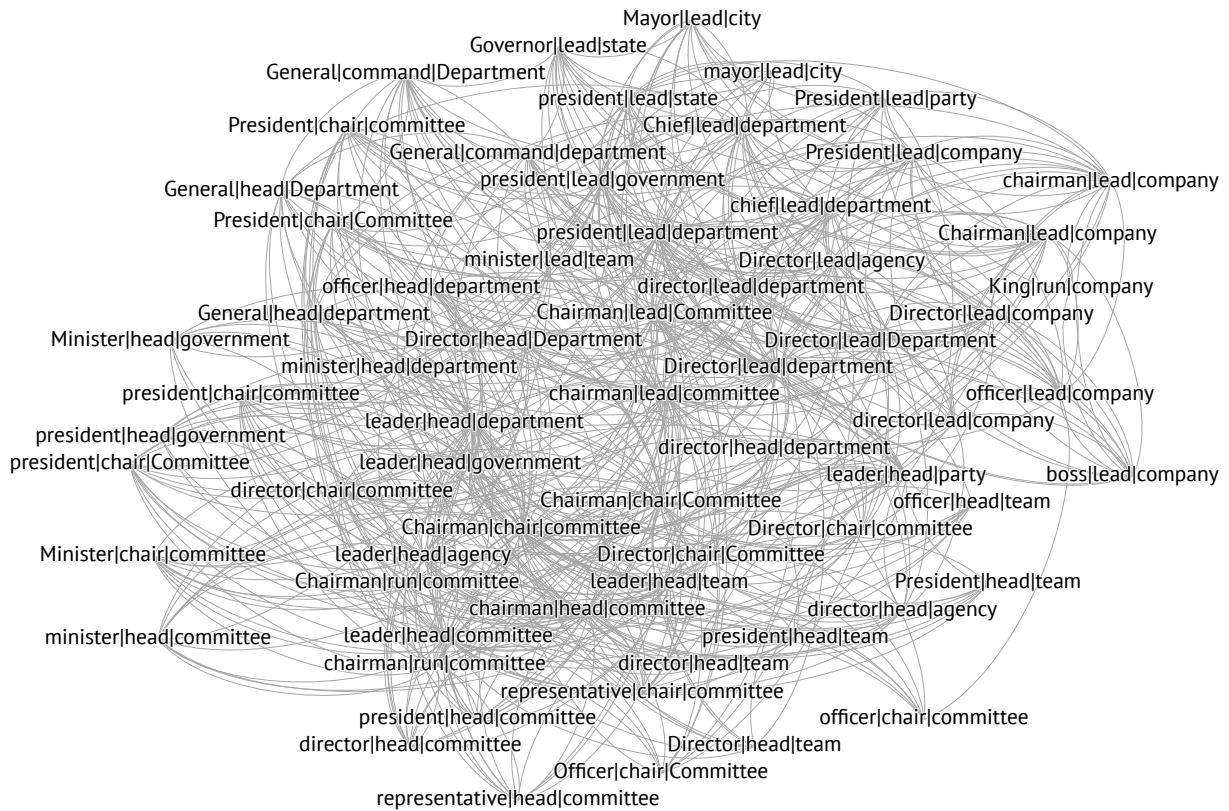 Mayor|lead|city
Governor|lead|state
General|command|Department
mayor|lead|city
president|lead|state
President|lead|party
President|chair|committee
Chief|lead|department
General|command|department
President|lead|company
president|lead|government
chairman|lead|company
General|head|Department
chief|lead|department
President|chair|Committee
president|lead|department
Chairman|lead|company
minister|lead|team
Director|lead|agency
officer|head|department
director|lead|department
King|run|company
General|head|department
Chairman|lead|Committee
Director|lead|company
Minister|head|government
Director|head|Department
Director|lead|Department
minister|head|department
Director|lead|department
president|chair|committee
chairman|lead|committee
officer|lead|company
leader|head|department
director|lead|company
president|head|government
director|head|department
president|chair|Committee
leader|head|government
leader|head|party
boss|lead|company
director|chair|committee
Chairman|chair|Committee
officer|head|team
Chairman|chair|committee
Director|chair|committee
Minister|chair|committee
leader|head|agency
Director|chair|Committee
Chairman|run|committee
leader|head|team
President|head|team
chairman|head|committee
director|head|agency
minister|head|committee
leader|head|committee
president|head|team
chairman|run|committee
director|head|team
representative|chair|committee
president|head|committee
officer|chair|committee
director|head|committee
Director|head|team
Officer|chair|Committee
representative|head|committee